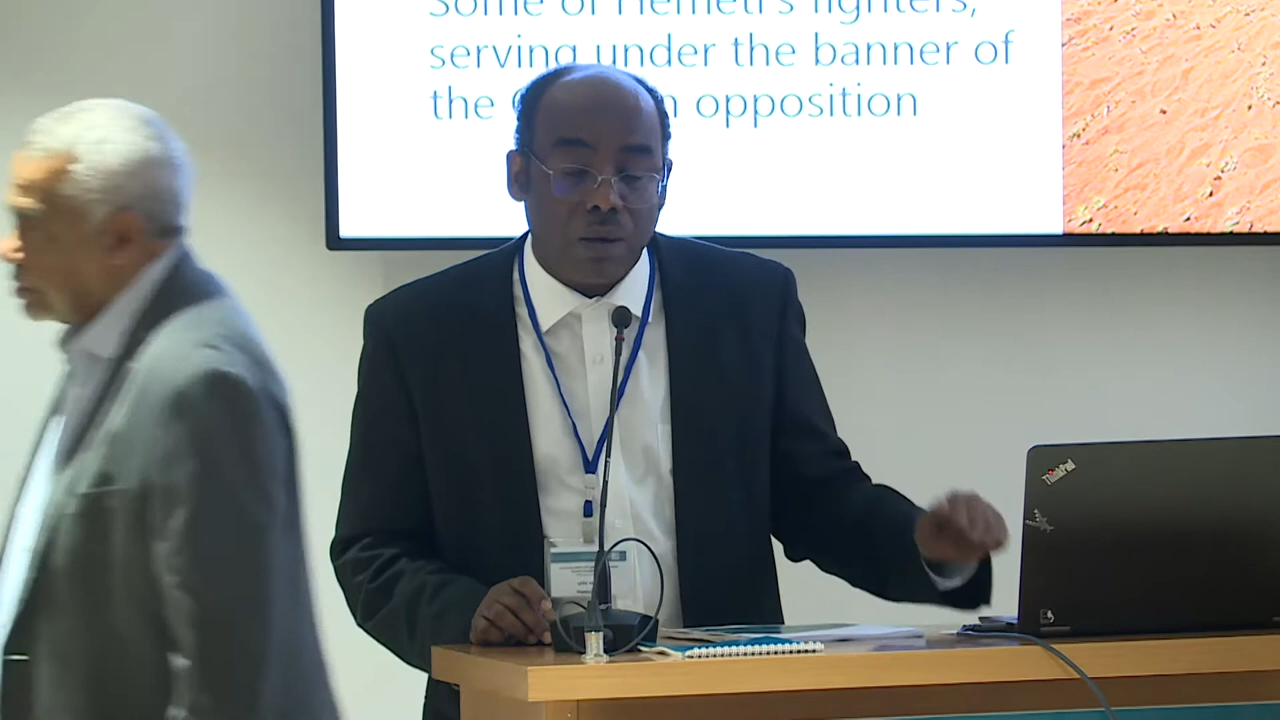 Some of Hemeti's fighters,
serving under the banner of
the opposition
ThinkPad